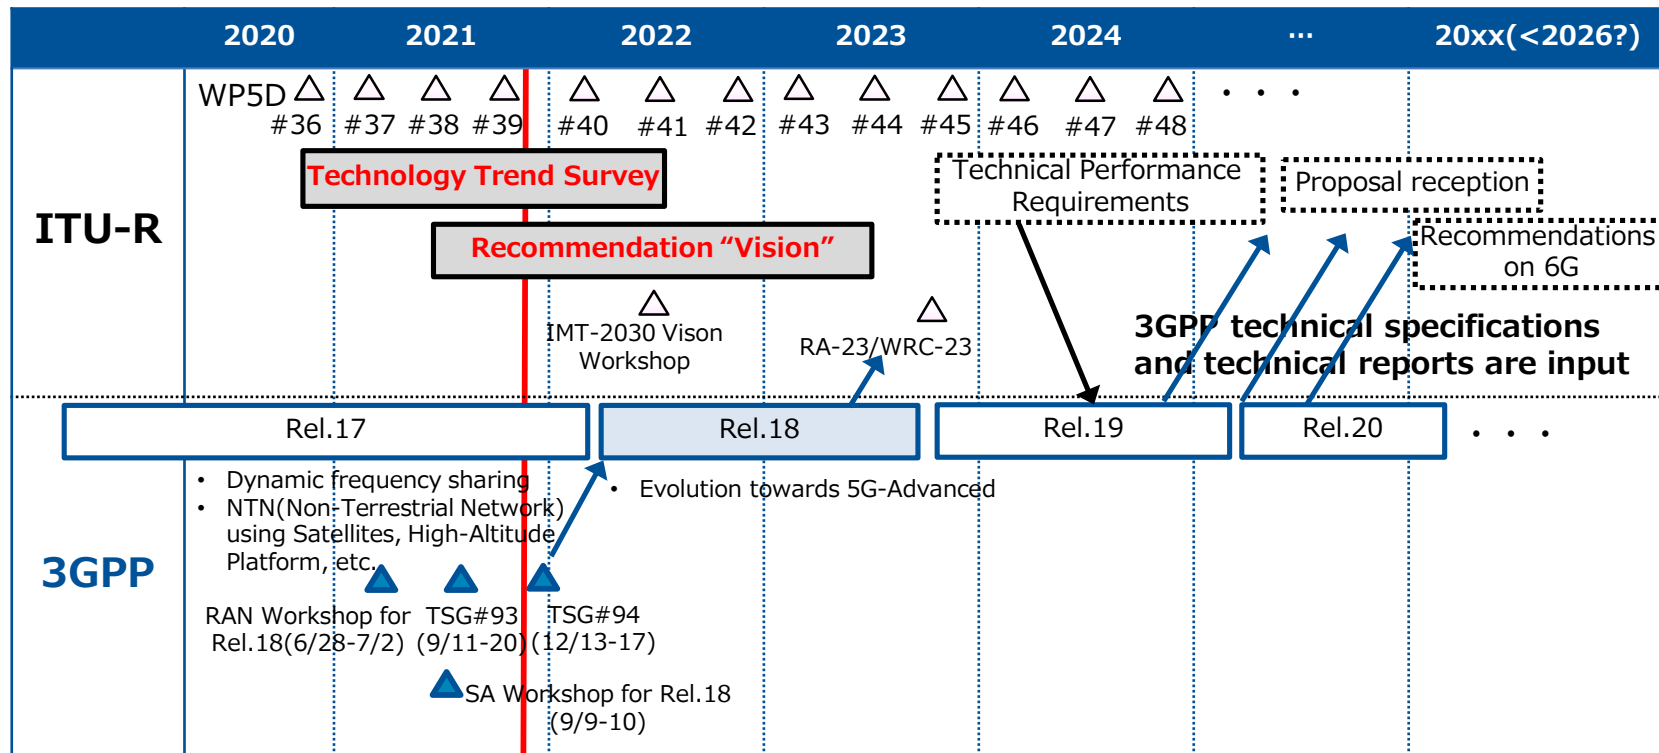 2020 2021 2022 2023 2024 ... 20xx(<2026?)
WP5D
#36 #37 #38 #39 #40 #41 #42 #43 #44 #45 #46 #47 #48
. . .
ITU-R
Technology Trend Survey
Recommendation “Vision”
Technical Performance
Requirements
Proposal reception
Recommendations
on 6G
IMT-2030 Vison
Workshop
RA-23/WRC-23
3GPP technical specifications
and technical reports are input
3GPP
Rel.17 Rel.18 Rel.19 Rel.20 . . .
• Dynamic frequency sharing
• NTN(Non-Terrestrial Network)
using Satellites, High-Altitude
Platform, etc.
• Evolution towards 5G-Advanced
RAN Workshop for
Rel.18(6/28-7/2)
TSG#93
(9/11-20)
TSG#94
(12/13-17)
SA Workshop for Rel.18
(9/9-10)